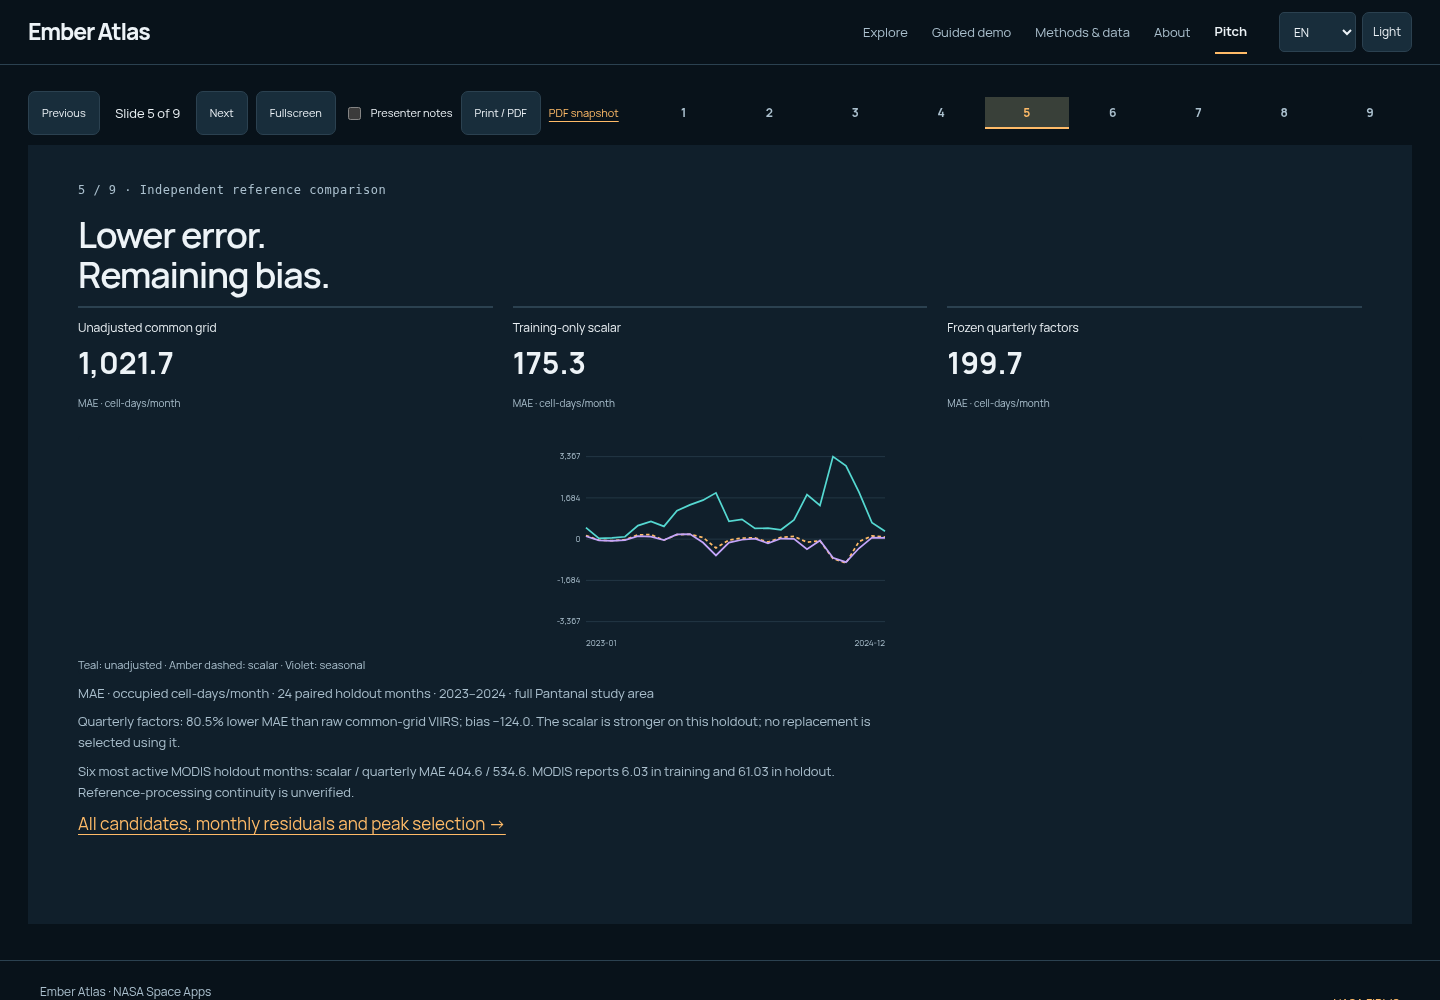 Ember Atlas
Explore
Guided demo
Methods & data
About
Pitch
EN
Light
Previous
Slide 5 of 9
Next
Fullscreen
Presenter notes
Print / PDF
PDF snapshot
1
2
3
4
5
6
7
8
9
5 / 9 · Independent reference comparison
Lower error.
Remaining bias.
Unadjusted common grid
1,021.7
MAE · cell-days/month
Training-only scalar
175.3
MAE · cell-days/month
Frozen quarterly factors
199.7
MAE · cell-days/month
3,367
1,684
0
-1,684
-3,367
2023-01
2024-12
Teal: unadjusted · Amber dashed: scalar · Violet: seasonal
MAE · occupied cell-days/month · 24 paired holdout months · 2023–2024 · full Pantanal study area
Quarterly factors: 80.5% lower MAE than raw common-grid VIIRS; bias −124.0. The scalar is stronger on this holdout; no replacement is
selected using it.
Six most active MODIS holdout months: scalar / quarterly MAE 404.6 / 534.6. MODIS reports 6.03 in training and 61.03 in holdout.
Reference-processing continuity is unverified.
All candidates, monthly residuals and peak selection →
Ember Atlas · NASA Space Apps